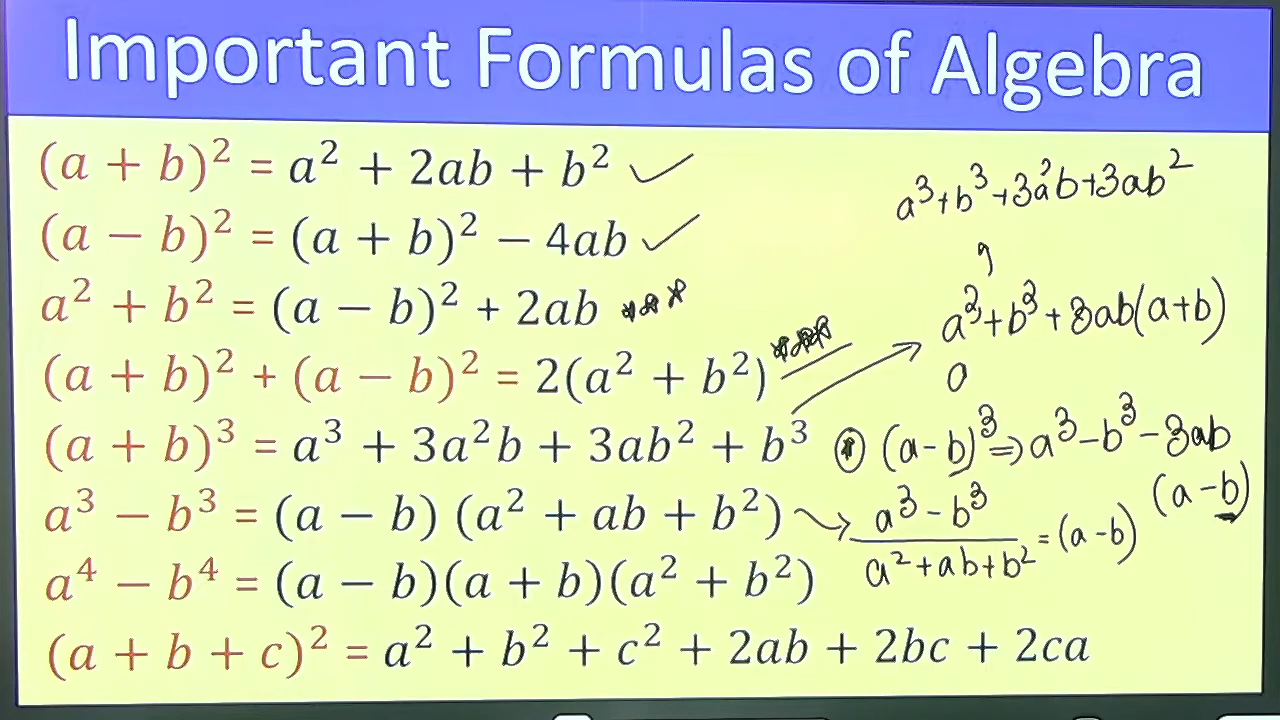 Important Formulas of Algebra
(a + b)² = a² + 2ab + b² ✓
(a − b)² = (a + b)² − 4ab ✓
a² + b² = (a − b)² + 2ab ***
(a + b)² + (a − b)² = 2(a² + b²) ***
(a + b)³ = a³ + 3a²b + 3ab² + b³
a³ − b³ = (a − b) (a² + ab + b²)
a⁴ − b⁴ = (a − b)(a + b)(a² + b²)
(a + b + c)² = a² + b² + c² + 2ab + 2bc + 2ca
a³+b³+3a²b+3ab²
a³+b³+3ab(a+b)
(a-b)³ ⇒ a³-b³-3ab
(a-b)
a³-b³
a²+ab+b²
= (a-b)